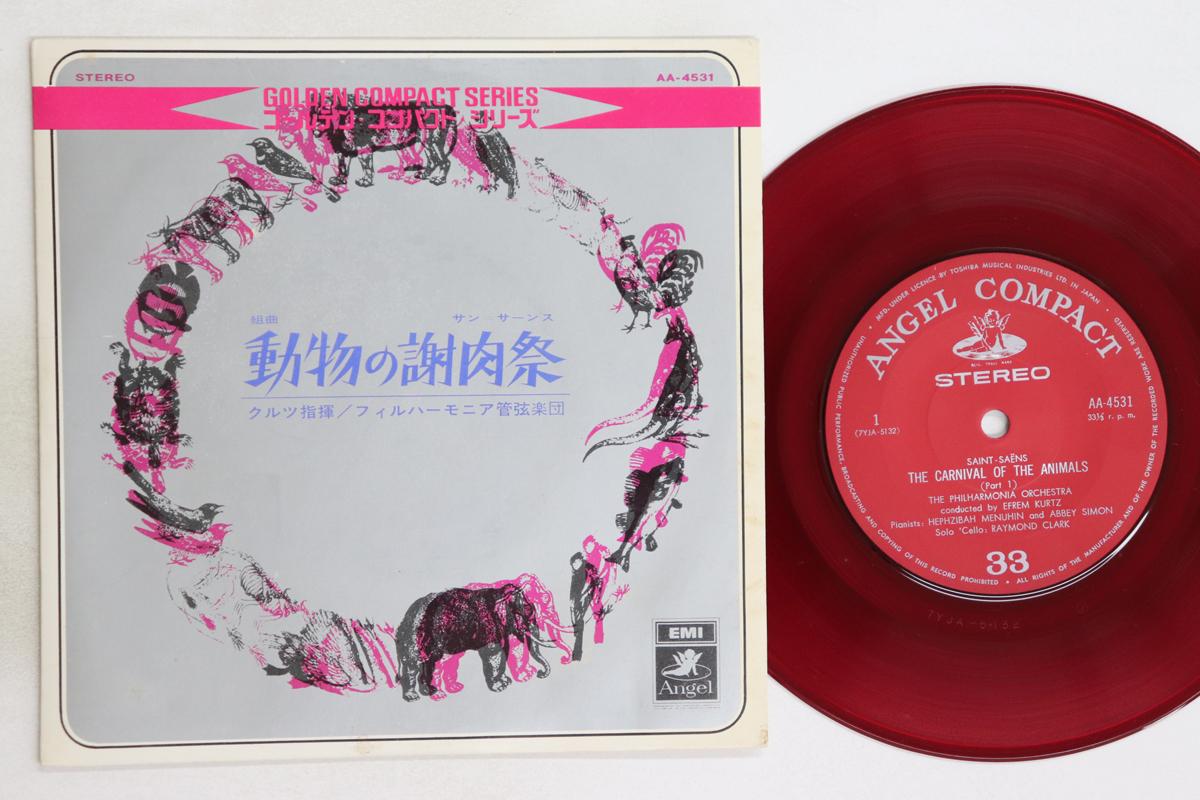 STEREO
AA-4531
GOLDEN COMPACT SERIES
ゴールデン・コンパクト・シリーズ
組曲
サン＝サーンス
動物の謝肉祭
クルツ指揮／フィルハーモニア管弦楽団
EMI
Angel
• MFD. UNDER LICENCE BY TOSHIBA MUSICAL INDUSTRIES LTD. IN JAPAN •
ANGEL COMPACT
STEREO
AA-4531
33⅓ r. p. m.
1
(7YJA-5132)
SAINT-SAËNS
THE CARNIVAL OF THE ANIMALS
(Part 1)
THE PHILHARMONIA ORCHESTRA
conducted by EFREM KURTZ
Pianists: HEPHZIBAH MENUHIN and ABBEY SIMON
Solo 'Cello: RAYMOND CLARK
33
UNAUTHORIZED PUBLIC PERFORMANCE, BROADCASTING AND COPYING OF THIS RECORD PROHIBITED • ALL RIGHTS OF THE MANUFACTURER AND OF THE OWNER OF THE RECORDED WORK ARE RESERVED